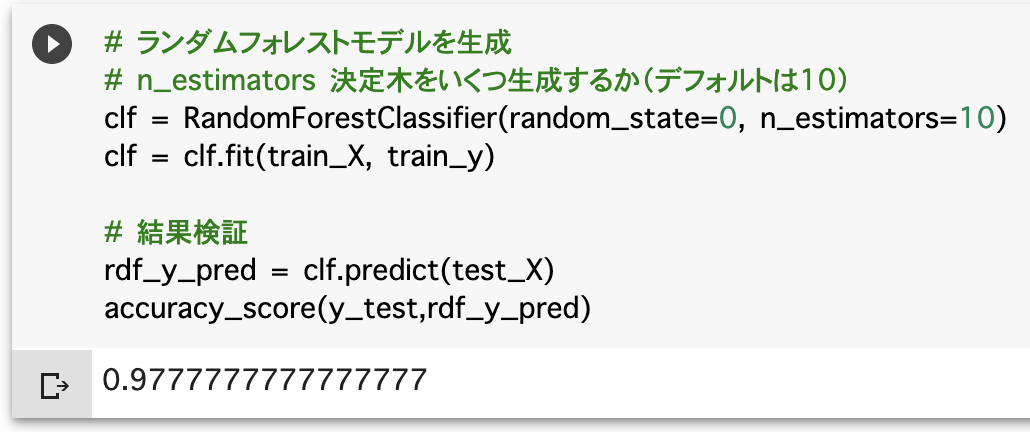 # ランダムフォレストモデルを生成
# n_estimators 決定木をいくつ生成するか（デフォルトは10）
clf = RandomForestClassifier(random_state=0, n_estimators=10)
clf = clf.fit(train_X, train_y)
# 結果検証
rdf_y_pred = clf.predict(test_X)
accuracy_score(y_test,rdf_y_pred)
0.9777777777777777